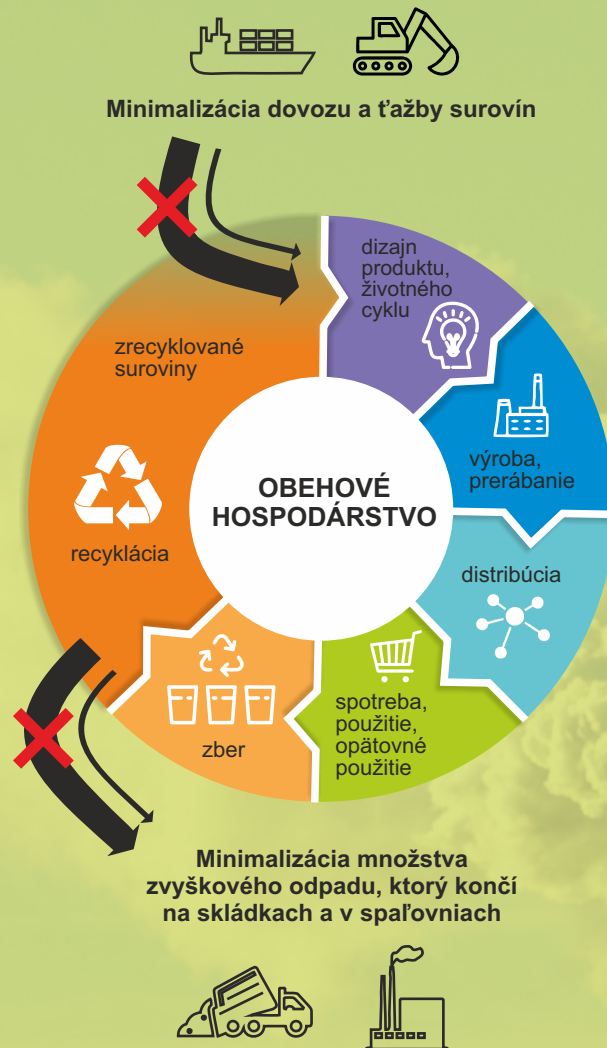 Minimalizácia dovozu a ťažby surovín
dizajn
produktu,
životného
cyklu
zrecyklované
suroviny
výroba,
prerábanie
OBEHOVÉ
HOSPODÁRSTVO
recyklácia
distribúcia
spotreba,
použitie,
opätovné
použitie
zber
Minimalizácia množstva
zvyškového odpadu, ktorý končí
na skládkach a v spaľovniach